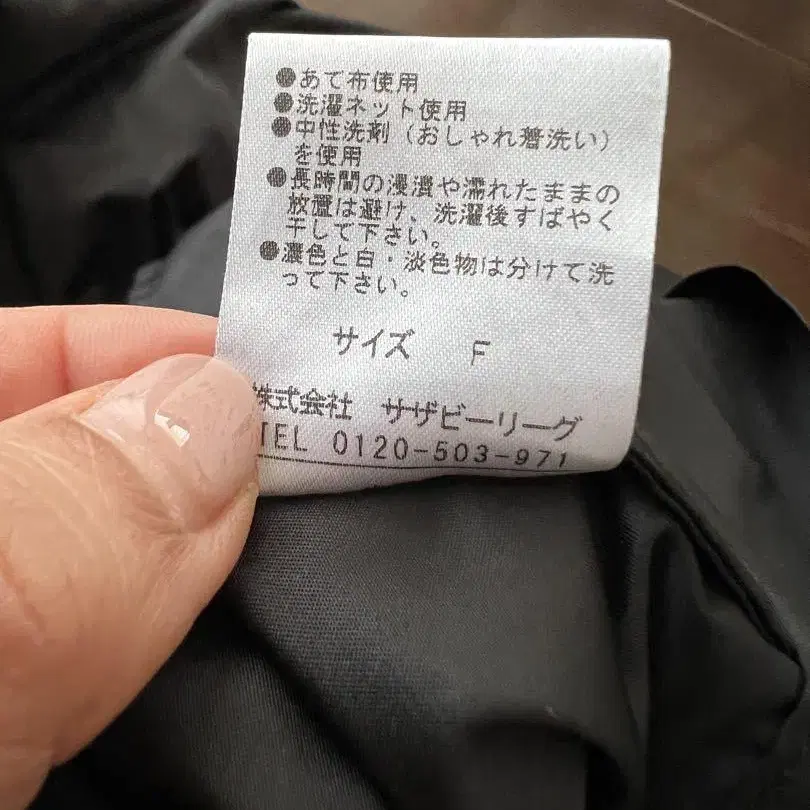 ●あて布使用
●洗濯ネット使用
●中性洗剤（おしゃれ着洗い）
を使用
●長時間の浸漬や濡れたままの
放置は避け、洗濯後すばやく
干して下さい。
●濃色と白・淡色物は分けて洗
って下さい。
サイズ F
株式会社 サザビーリーグ
TEL 0120-503-971